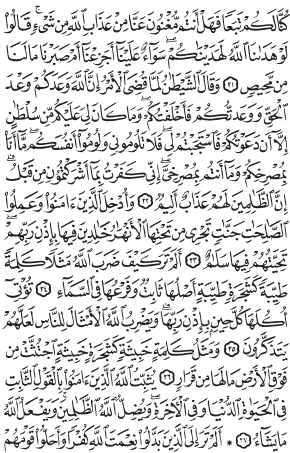 كُنَّا لَكُمْ تَبَعًا فَهَلْ أَنتُم مُّغْنُونَ عَنَّا مِنْ عَذَابِ ٱللَّهِ مِن شَىْءٍ ۚ قَالُوا۟
لَوْ هَدَىٰنَا ٱللَّهُ لَهَدَيْنَٰكُمْ ۖ سَوَآءٌ عَلَيْنَآ أَجَزِعْنَآ أَمْ صَبَرْنَا مَا لَنَا
مِن مَّحِيصٍ ٢١ وَقَالَ ٱلشَّيْطَٰنُ لَمَّا قُضِىَ ٱلْأَمْرُ إِنَّ ٱللَّهَ وَعَدَكُمْ وَعْدَ
ٱلْحَقِّ وَوَعَدتُّكُمْ فَأَخْلَفْتُكُمْ ۖ وَمَا كَانَ لِىَ عَلَيْكُم مِّن سُلْطَٰنٍ
إِلَّآ أَن دَعَوْتُكُمْ فَٱسْتَجَبْتُمْ لِى ۖ فَلَا تَلُومُونِى وَلُومُوٓا۟ أَنفُسَكُم ۖ مَّآ أَنَا۠
بِمُصْرِخِكُمْ وَمَآ أَنتُم بِمُصْرِخِىَّ ۖ إِنِّى كَفَرْتُ بِمَآ أَشْرَكْتُمُونِ مِن قَبْلُ ۗ
إِنَّ ٱلظَّٰلِمِينَ لَهُمْ عَذَابٌ أَلِيمٌ ٢٢ وَأُدْخِلَ ٱلَّذِينَ ءَامَنُوا۟ وَعَمِلُوا۟
ٱلصَّٰلِحَٰتِ جَنَّٰتٍ تَجْرِى مِن تَحْتِهَا ٱلْأَنْهَٰرُ خَٰلِدِينَ فِيهَا بِإِذْنِ رَبِّهِمْ ۖ
تَحِيَّتُهُمْ فِيهَا سَلَٰمٌ ٢٣ أَلَمْ تَرَ كَيْفَ ضَرَبَ ٱللَّهُ مَثَلًا كَلِمَةً
طَيِّبَةً كَشَجَرَةٍ طَيِّبَةٍ أَصْلُهَا ثَابِتٌ وَفَرْعُهَا فِى ٱلسَّمَآءِ ٢٤ تُؤْتِىٓ
أُكُلَهَا كُلَّ حِينٍۭ بِإِذْنِ رَبِّهَا ۗ وَيَضْرِبُ ٱللَّهُ ٱلْأَمْثَالَ لِلنَّاسِ لَعَلَّهُمْ
يَتَذَكَّرُونَ ٢٥ وَمَثَلُ كَلِمَةٍ خَبِيثَةٍ كَشَجَرَةٍ خَبِيثَةٍ ٱجْتُثَّتْ مِن
فَوْقِ ٱلْأَرْضِ مَا لَهَا مِن قَرَارٍ ٢٦ يُثَبِّتُ ٱللَّهُ ٱلَّذِينَ ءَامَنُوا۟ بِٱلْقَوْلِ ٱلثَّابِتِ
فِى ٱلْحَيَوٰةِ ٱلدُّنْيَا وَفِى ٱلْأَخِرَةِ ۖ وَيُضِلُّ ٱللَّهُ ٱلظَّٰلِمِينَ ۚ وَيَفْعَلُ ٱللَّهُ
مَا يَشَآءُ ٢٧ ۞ أَلَمْ تَرَ إِلَى ٱلَّذِينَ بَدَّلُوا۟ نِعْمَتَ ٱللَّهِ كُفْرًا وَأَحَلُّوا۟ قَوْمَهُمْ